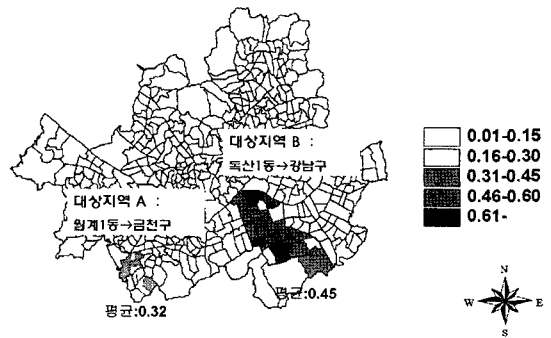 대상지역 B :
독산1동→강남구
대상지역 A :
월계1동→금천구
0.01-0.15
0.16-0.30
0.31-0.45
0.46-0.60
0.61-
평균:0.45
평균:0.32
N
W E
S